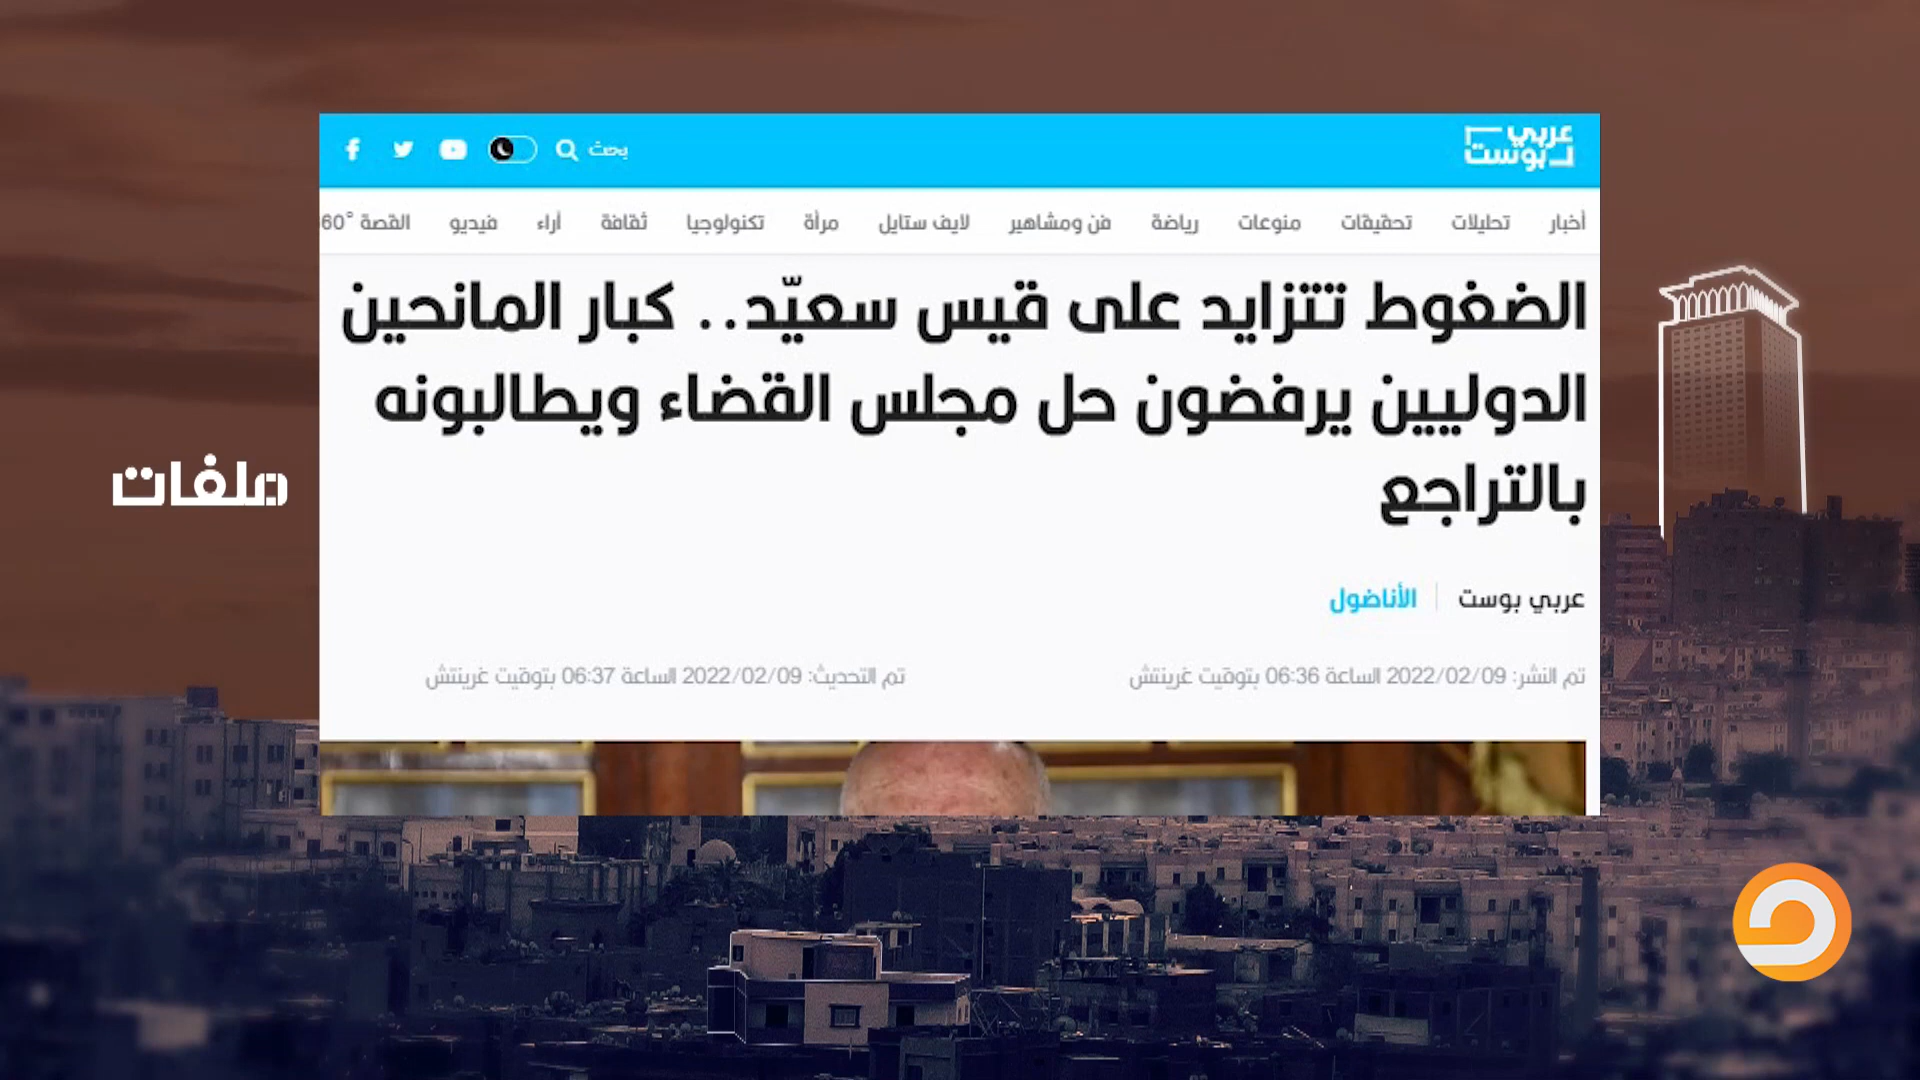 عربي
بوست
بحث
أخبار تحليلات تحقيقات منوعات رياضة فن ومشاهير لايف ستايل مرأة تكنولوجيا ثقافة آراء فيديو القصة °60
الضغوط تتزايد على قيس سعيّد.. كبار المانحين
الدوليين يرفضون حل مجلس القضاء ويطالبونه
بالتراجع
ملفات
عربي بوست | الأناضول
تم النشر: 2022/02/09 الساعة 06:36 بتوقيت غرينتش
تم التحديث: 2022/02/09 الساعة 06:37 بتوقيت غرينتش